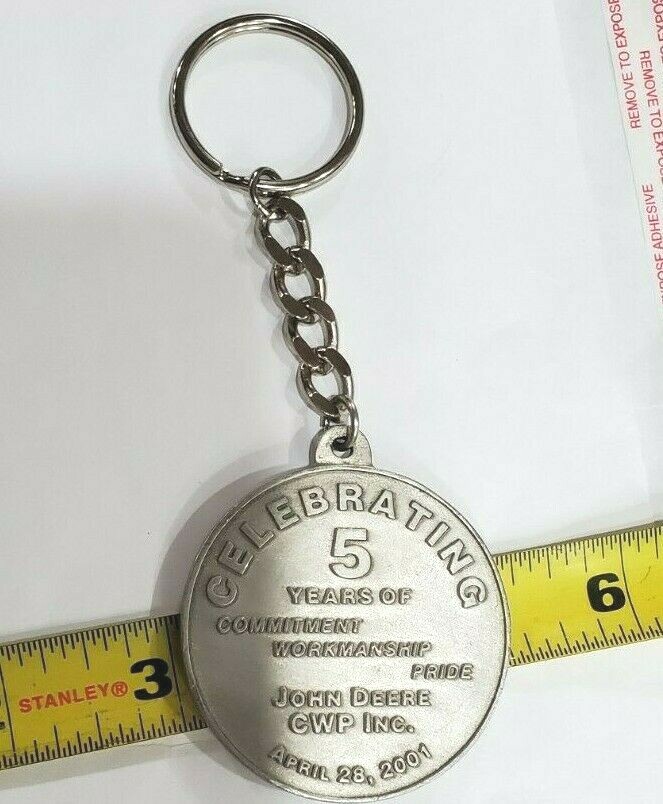 REMOVE TO EXPOSE
REMOVE TO EXPOSE
ADHESIVE
CELEBRATING
5
YEARS OF
COMMITMENT
WORKMANSHIP
PRIDE
JOHN DEERE
CWP INC.
APRIL 28, 2001
STANLEY® 3
6